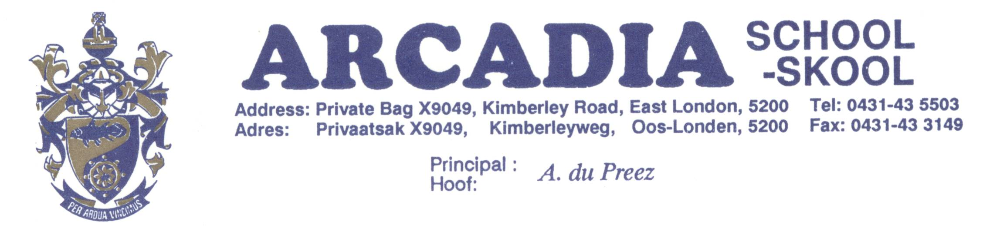 ARCADIA SCHOOL
-SKOOL
Address: Private Bag X9049, Kimberley Road, East London, 5200 Tel: 0431-43 5503
Adres: Privaatsak X9049, Kimberleyweg, Oos-Londen, 5200 Fax: 0431-43 3149
Principal :
Hoof:
A. du Preez
PER ARDUA VINCIMUS